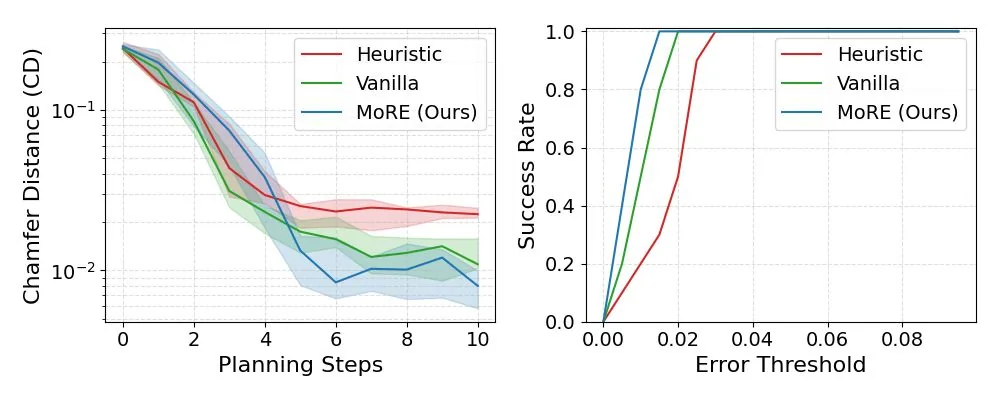 Chamfer Distance (CD)
10⁻¹
10⁻²
Heuristic
Vanilla
MoRE (Ours)
0 2 4 6 8 10
Planning Steps
Success Rate
1.0
0.8
0.6
0.4
0.2
0.0
Heuristic
Vanilla
MoRE (Ours)
0.00 0.02 0.04 0.06 0.08
Error Threshold